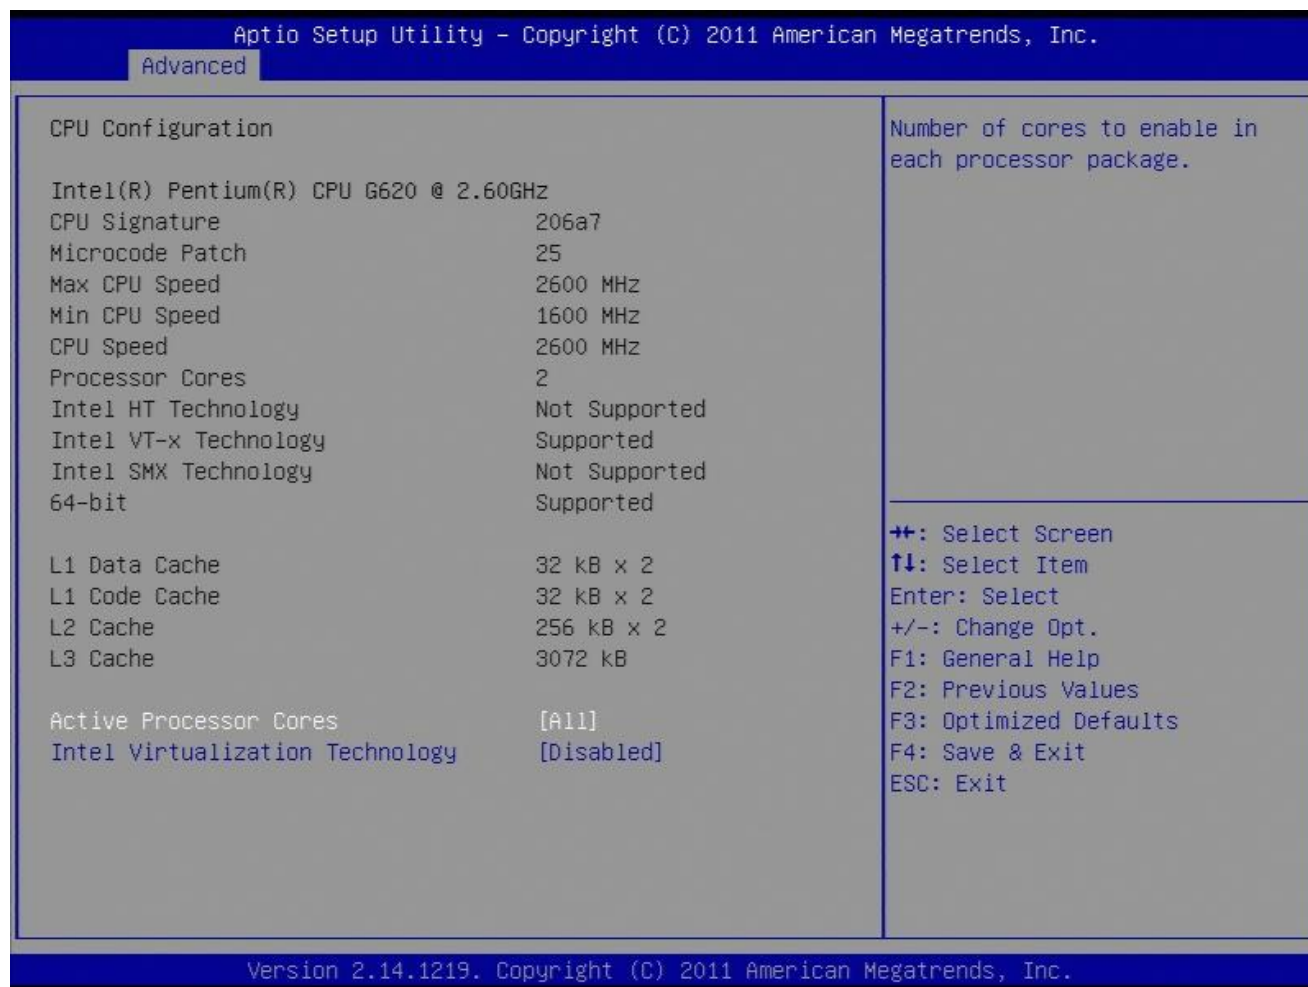 Aptio Setup Utility – Copyright (C) 2011 American Megatrends, Inc.
Advanced
CPU Configuration
Intel(R) Pentium(R) CPU G620 @ 2.60GHz
CPU Signature 206a7
Microcode Patch 25
Max CPU Speed 2600 MHz
Min CPU Speed 1600 MHz
CPU Speed 2600 MHz
Processor Cores 2
Intel HT Technology Not Supported
Intel VT-x Technology Supported
Intel SMX Technology Not Supported
64-bit Supported
L1 Data Cache 32 kB x 2
L1 Code Cache 32 kB x 2
L2 Cache 256 kB x 2
L3 Cache 3072 kB
Active Processor Cores [All]
Intel Virtualization Technology [Disabled]
Number of cores to enable in
each processor package.
→←: Select Screen
↑↓: Select Item
Enter: Select
+/-: Change Opt.
F1: General Help
F2: Previous Values
F3: Optimized Defaults
F4: Save & Exit
ESC: Exit
Version 2.14.1219. Copyright (C) 2011 American Megatrends, Inc.